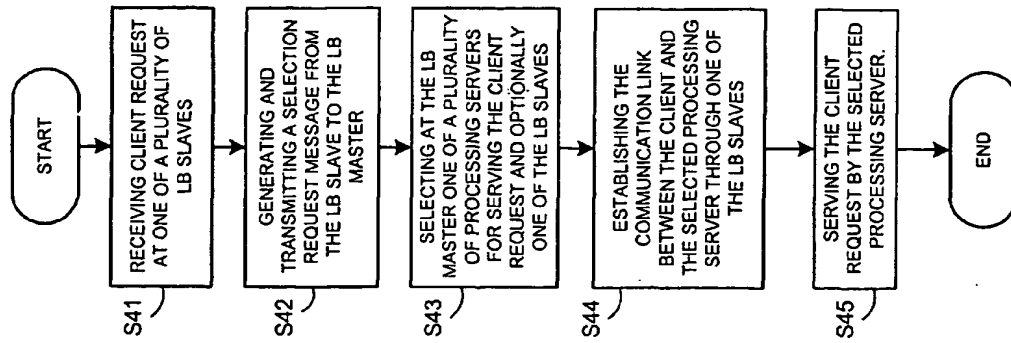 START
S41
RECEIVING CLIENT REQUEST
AT ONE OF A PLURALITY OF
LB SLAVES
S42
GENERATING AND
TRANSMITTING A SELECTION
REQUEST MESSAGE FROM
THE LB SLAVE TO THE LB
MASTER
S43
SELECTING AT THE LB
MASTER ONE OF A PLURALITY
OF PROCESSING SERVERS
FOR SERVING THE CLIENT
REQUEST AND OPTIONALLY
ONE OF THE LB SLAVES
S44
ESTABLISHING THE
COMMUNICATION LINK
BETWEEN THE CLIENT AND
THE SELECTED PROCESSING
SERVER THROUGH ONE OF
THE LB SLAVES
S45
SERVING THE CLIENT
REQUEST BY THE SELECTED
PROCESSING SERVER.
END